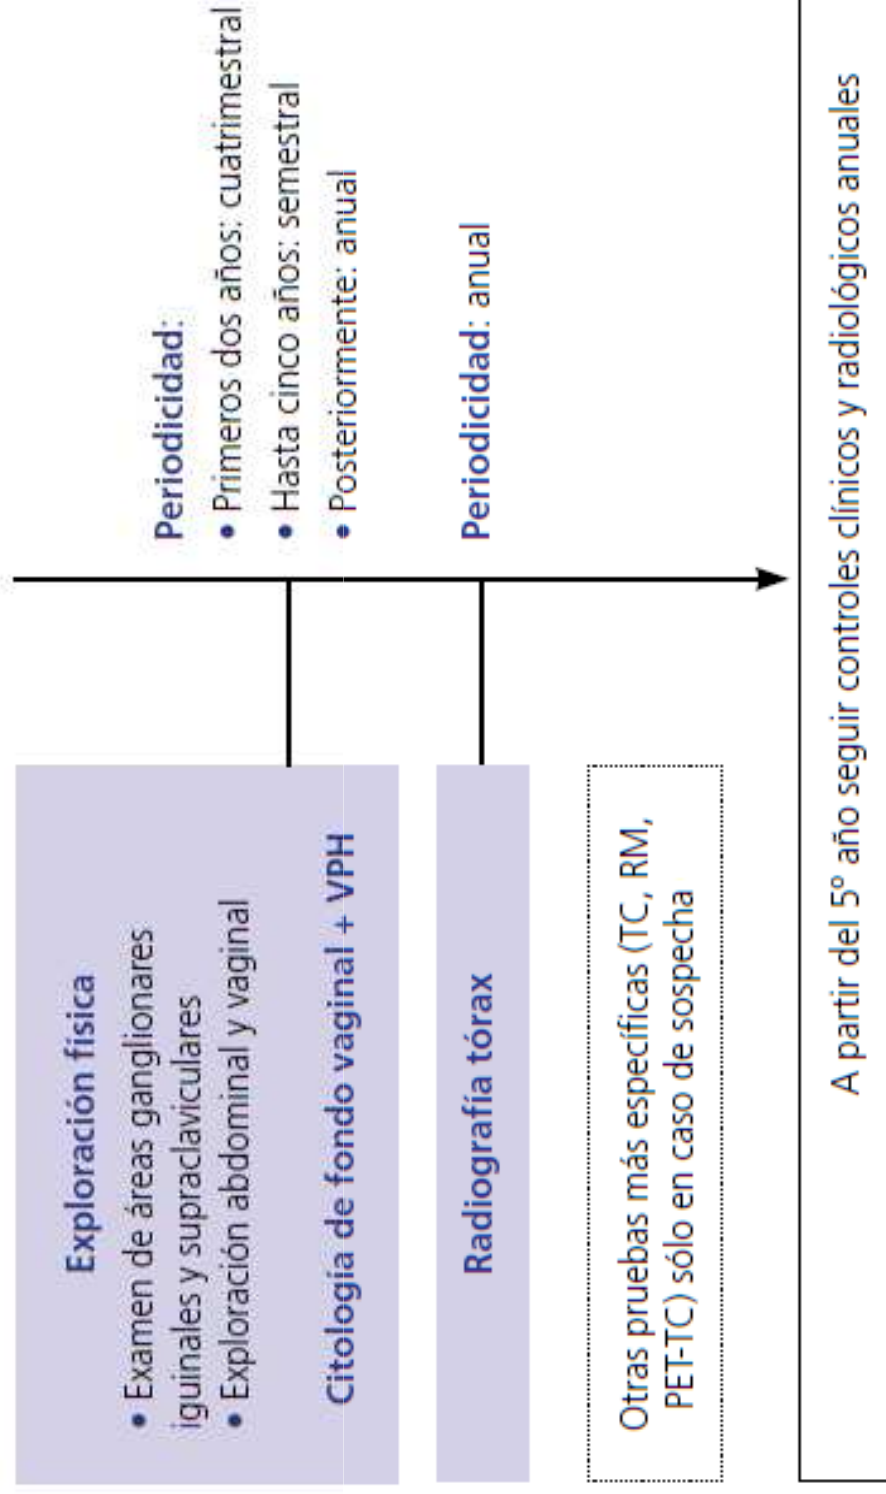 Exploración física
• Examen de áreas ganglionares
iguinales y supraclaviculares
• Exploración abdominal y vaginal
Citología de fondo vaginal + VPH
Periodicidad:
• Primeros dos años: cuatrimestral
• Hasta cinco años: semestral
• Posteriormente: anual
Radiografía tórax
Periodicidad: anual
Otras pruebas más específicas (TC, RM,
PET-TC) sólo en caso de sospecha
A partir del 5º año seguir controles clínicos y radiológicos anuales